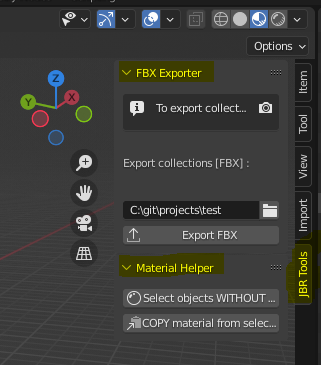 Options
FBX Exporter
To export collect...
Export collections [FBX] :
C:\git\projects\test
Export FBX
Material Helper
Select objects WITHOUT ...
COPY material from selec...
Z
Y
X
Item
Tool
View
Import
JBR Tools